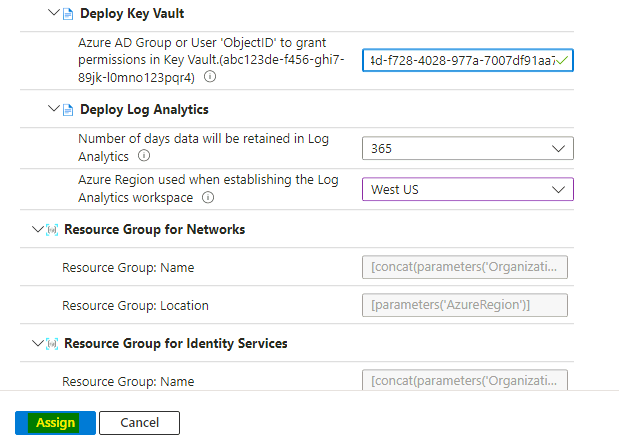 Deploy Key Vault
Azure AD Group or User 'ObjectID' to grant
permissions in Key Vault.(abc123de-f456-ghi7-
89jk-l0mno123pqr4)
4d-f728-4028-977a-7007df91aa7
Deploy Log Analytics
Number of days data will be retained in Log
Analytics
365
Azure Region used when establishing the Log
Analytics workspace
West US
Resource Group for Networks
Resource Group: Name
[concat(parameters('Organizati...
Resource Group: Location
[parameters('AzureRegion')]
Resource Group for Identity Services
Resource Group: Name
[concat(parameters('Organizati...
Assign
Cancel